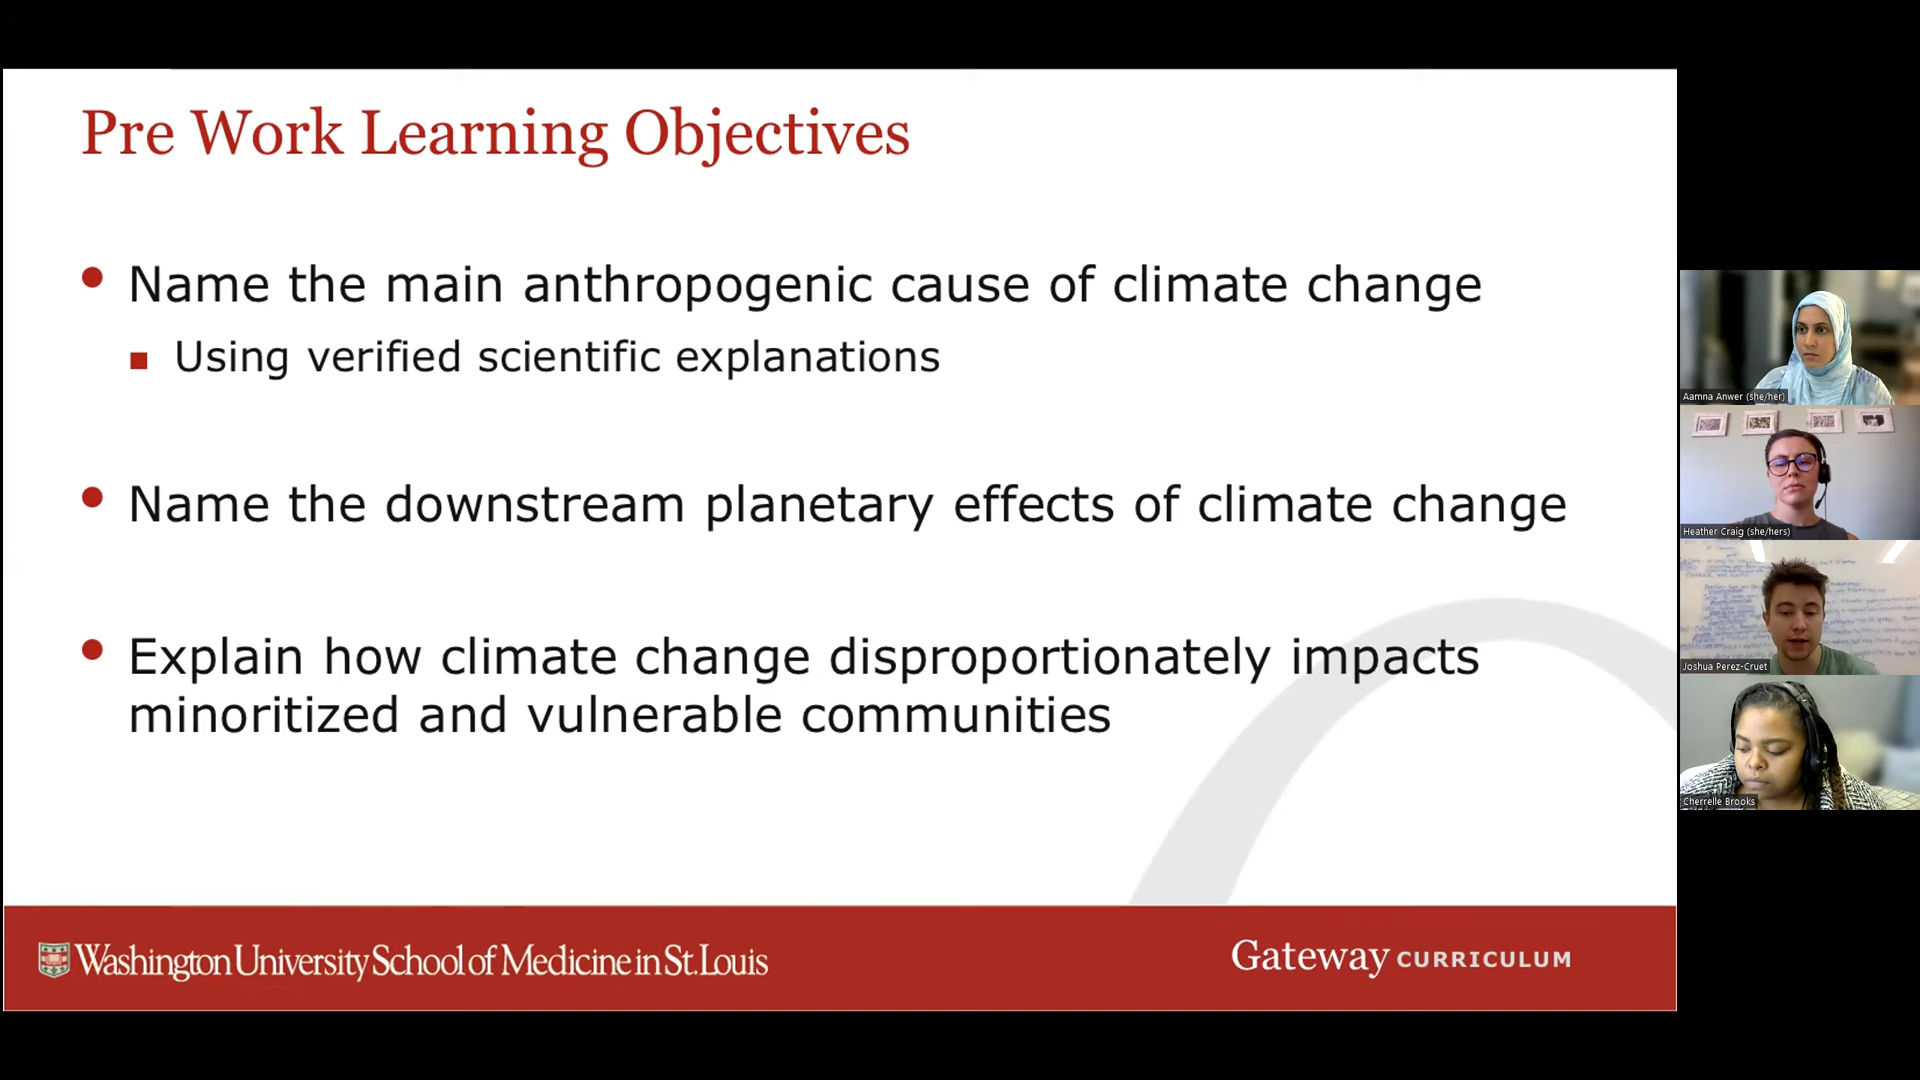 Pre Work Learning Objectives
Name the main anthropogenic cause of climate change
Using verified scientific explanations
Name the downstream planetary effects of climate change
Explain how climate change disproportionately impacts
minoritized and vulnerable communities
Washington University School of Medicine in St. Louis
Gateway CURRICULUM
Aamna Anwer (she/her)
Heather Craig (she/hers)
Joshua Perez-Cruet
Cherrelle Brooks